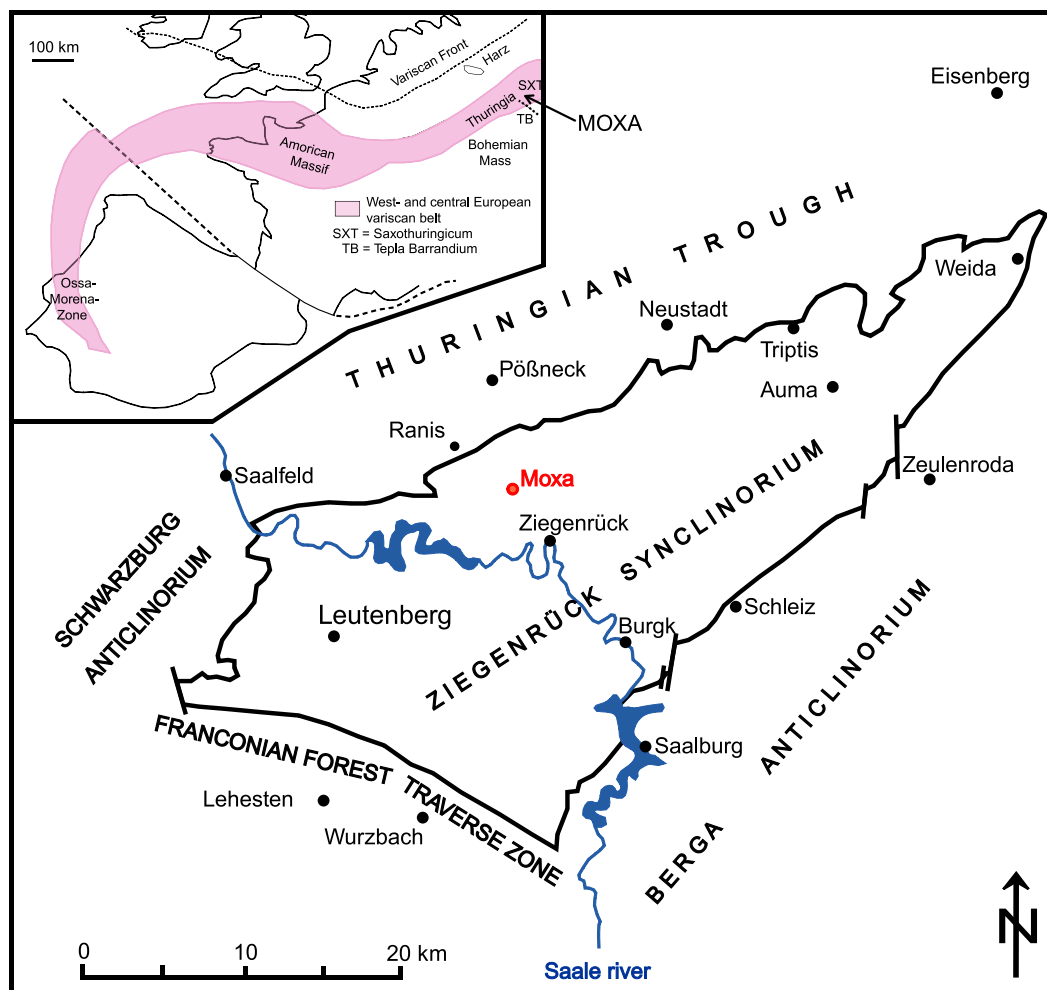 100 km
Variscan Front
Harz
SXT
Thuringia
TB
MOXA
Bohemian
Mass
Amorican
Massif
West- and central European
variscan belt
SXT = Saxothuringicum
TB = Tepla Barrandium
Ossa-
Morena-
Zone
Eisenberg
THURINGIAN TROUGH
Weida
Neustadt
Triptis
Pößneck
Auma
Ranis
Saalfeld
Moxa
Zeulenroda
Ziegenrück
SCHWARZBURG
ANTICLINORIUM
ZIEGENRÜCK SYNCLINORIUM
Leutenberg
Schleiz
Burgk
BERGA ANTICLINORIUM
Saalburg
FRANCONIAN FOREST TRAVERSE ZONE
Lehesten
Wurzbach
0 10 20 km
Saale river
N